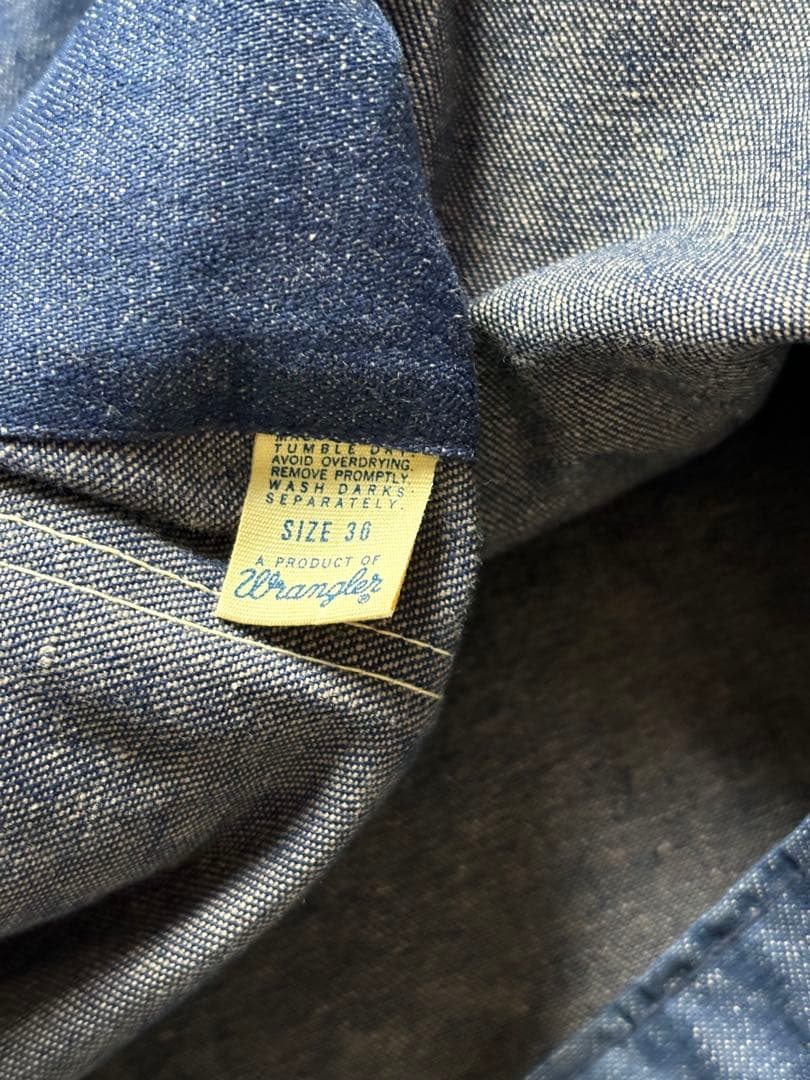 TUMBLE DRY.
AVOID OVERDRYING.
REMOVE PROMPTLY.
WASH DARKS
SEPARATELY.
SIZE 36
A PRODUCT OF
Wrangler®